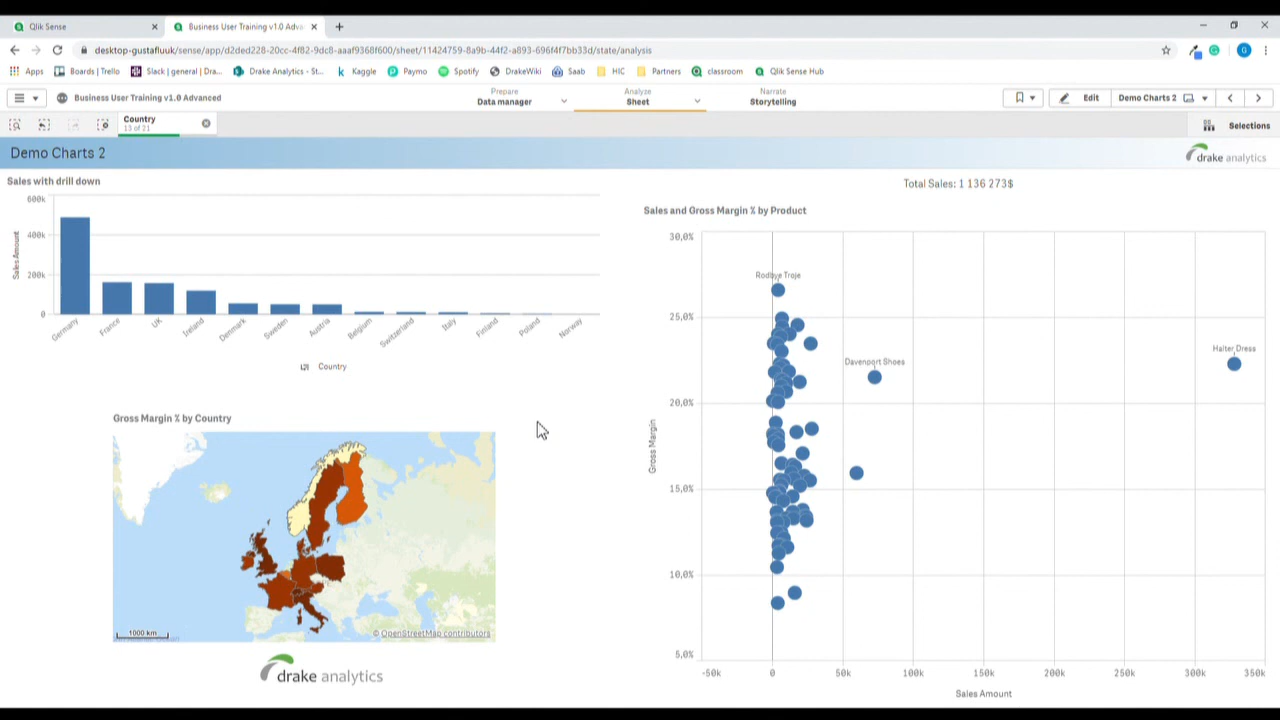 Qlik Sense
Business User Training v1.0 Adva
desktop-gustafluuk/sense/app/d2ded228-20cc-4f82-9dc8-aaaf9368f600/sheet/11424759-8a9b-44f2-a893-696f4f7bb33d/state/analysis
Apps Boards | Trello Slack | general | Dra... Drake Analytics - St... Kaggle Paymo Spotify DrakeWiki Saab HIC Partners classroom Qlik Sense Hub
Business User Training v1.0 Advanced
Prepare
Data manager
Analyze
Sheet
Narrate
Storytelling
Edit Demo Charts 2
Country
13 of 21
Selections
Demo Charts 2
drake analytics
Sales with drill down
Sales Amount
600k
400k
200k
0
Germany France UK Ireland Denmark Sweden Austria Belgium Switzerland Italy Finland Poland Norway
Country
Gross Margin % by Country
1000 km
© OpenStreetMap contributors
drake analytics
Total Sales: 1 136 273$
Sales and Gross Margin % by Product
Gross Margin
30,0%
25,0%
20,0%
15,0%
10,0%
5,0%
Rodbye Troje
Davenport Shoes
Halter Dress
-50k 0 50k 100k 150k 200k 250k 300k 350k
Sales Amount